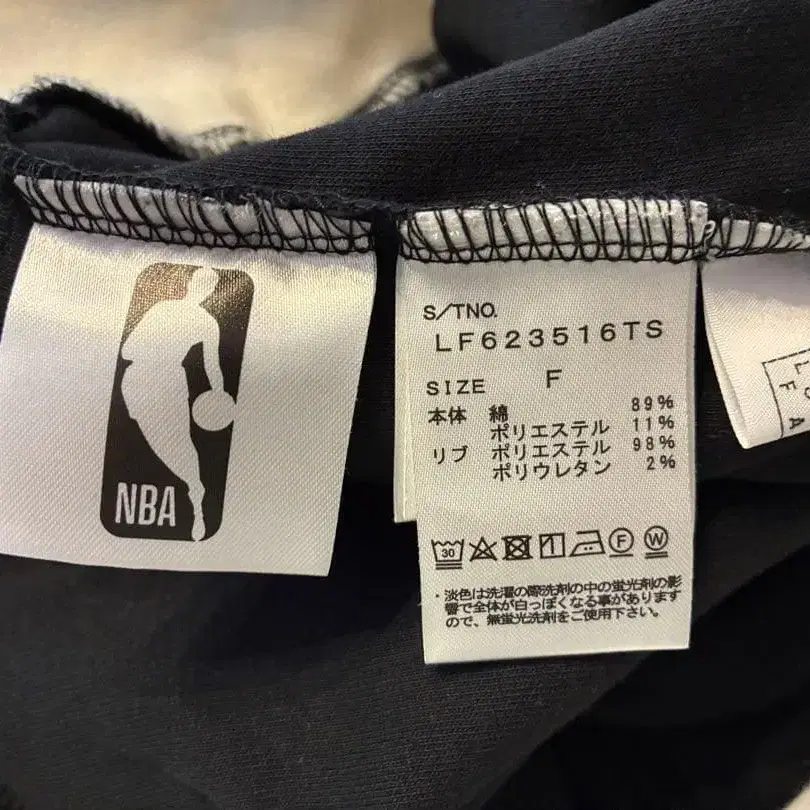 NBA
S/TNO.
LF623516TS
SIZE F
本体 綿 89%
ポリエステル 11%
リブ ポリエステル 98%
ポリウレタン 2%
30
F W
・淡色は洗濯の際洗剤の中の蛍光剤の影
響で全体が白っぽくなる事があります
ので、無蛍光洗剤をご使用下さい。